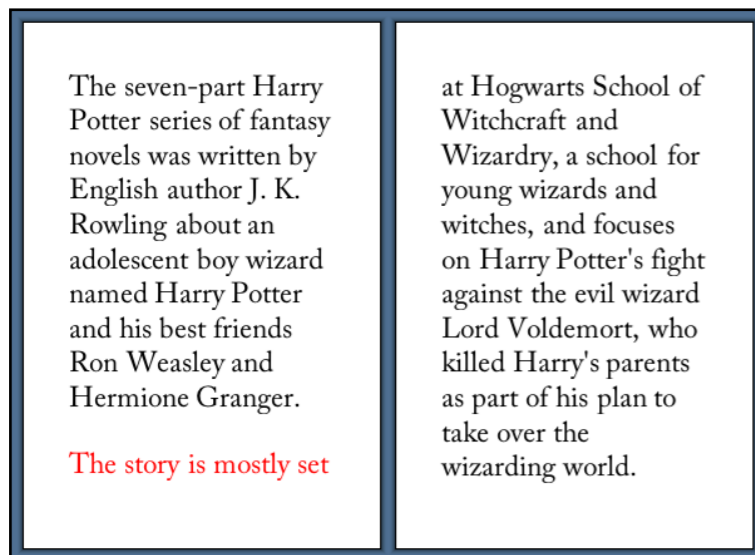 The seven-part Harry
Potter series of fantasy
novels was written by
English author J. K.
Rowling about an
adolescent boy wizard
named Harry Potter
and his best friends
Ron Weasley and
Hermione Granger.
The story is mostly set
at Hogwarts School of
Witchcraft and
Wizardry, a school for
young wizards and
witches, and focuses
on Harry Potter's fight
against the evil wizard
Lord Voldemort, who
killed Harry's parents
as part of his plan to
take over the
wizarding world.